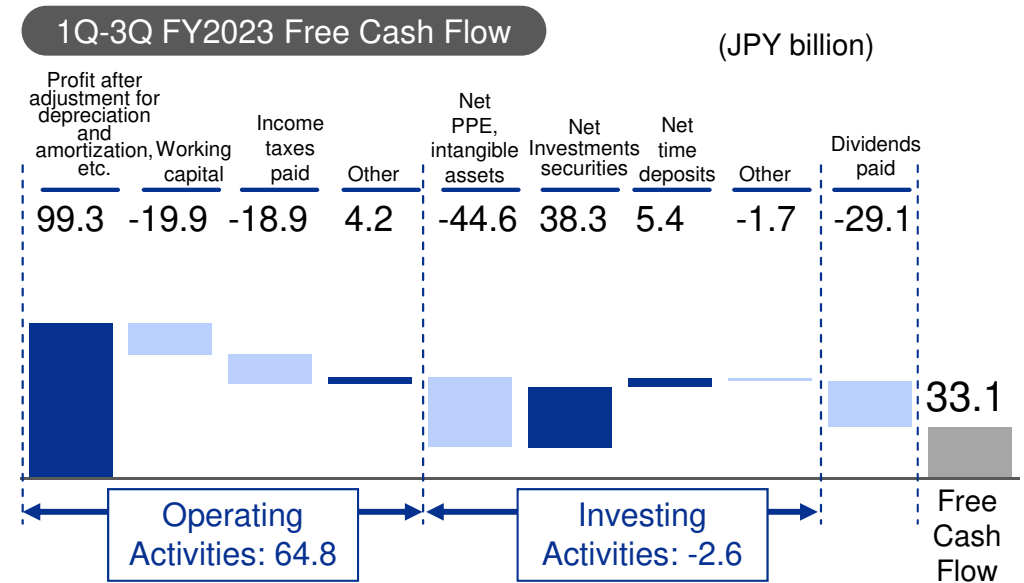 1Q-3Q FY2023 Free Cash Flow
(JPY billion)
Profit after
adjustment for
depreciation
and
amortization,
etc.
Working
capital
Income
taxes
paid
Other
Net
PPE,
intangible
assets
Net
Investments
securities
Net
time
deposits
Other
Dividends
paid
99.3 -19.9 -18.9 4.2 -44.6 38.3 5.4 -1.7 -29.1
33.1
Operating
Activities: 64.8
Investing
Activities: -2.6
Free
Cash
Flow